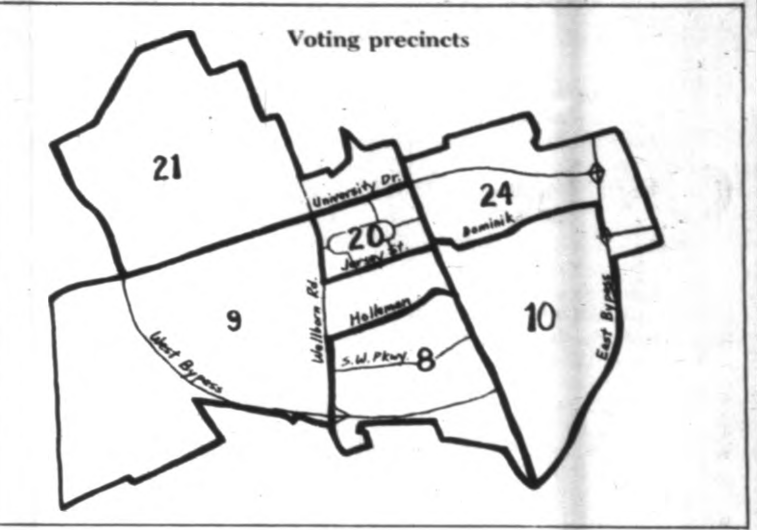 Voting precincts
21
University Dr.
24
20
Dominik
Jersey St.
9
Wellborn Rd.
Holleman
10
East Bypass
West Bypass
S.W. Pkwy.
8